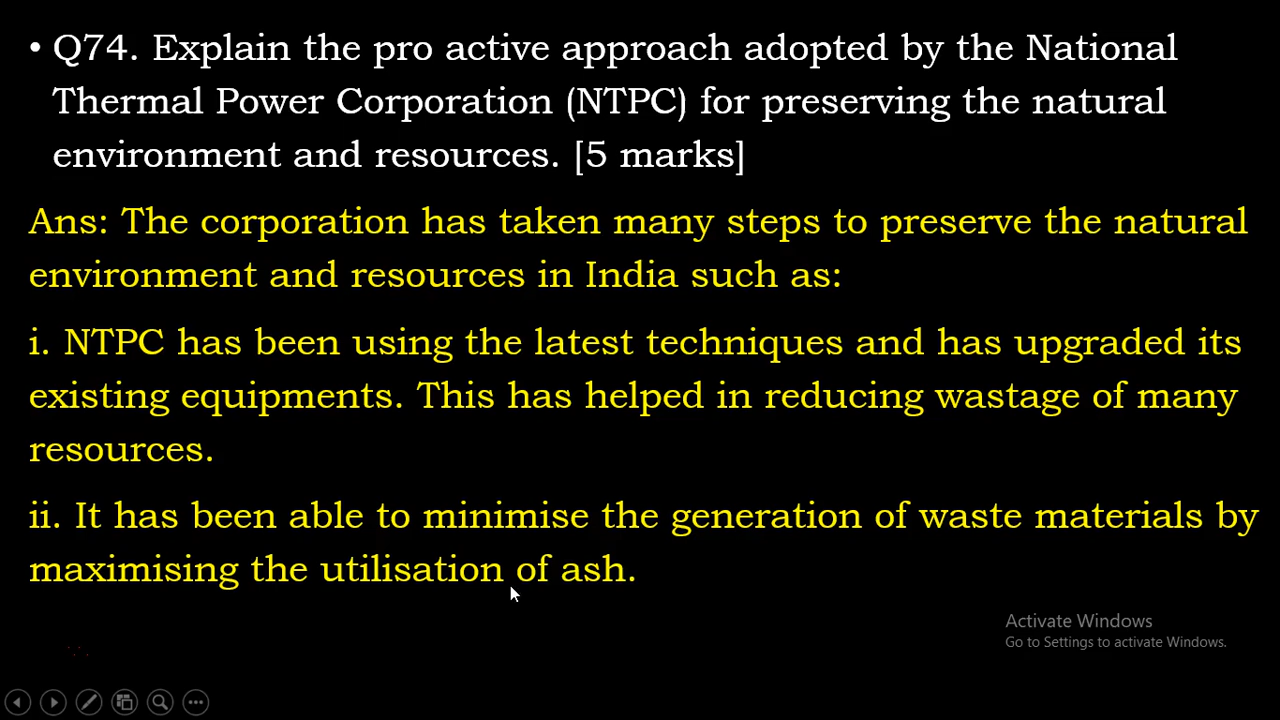 • Q74. Explain the pro active approach adopted by the National
Thermal Power Corporation (NTPC) for preserving the natural
environment and resources. [5 marks]
Ans: The corporation has taken many steps to preserve the natural
environment and resources in India such as:
i. NTPC has been using the latest techniques and has upgraded its
existing equipments. This has helped in reducing wastage of many
resources.
ii. It has been able to minimise the generation of waste materials by
maximising the utilisation of ash.
Activate Windows
Go to Settings to activate Windows.